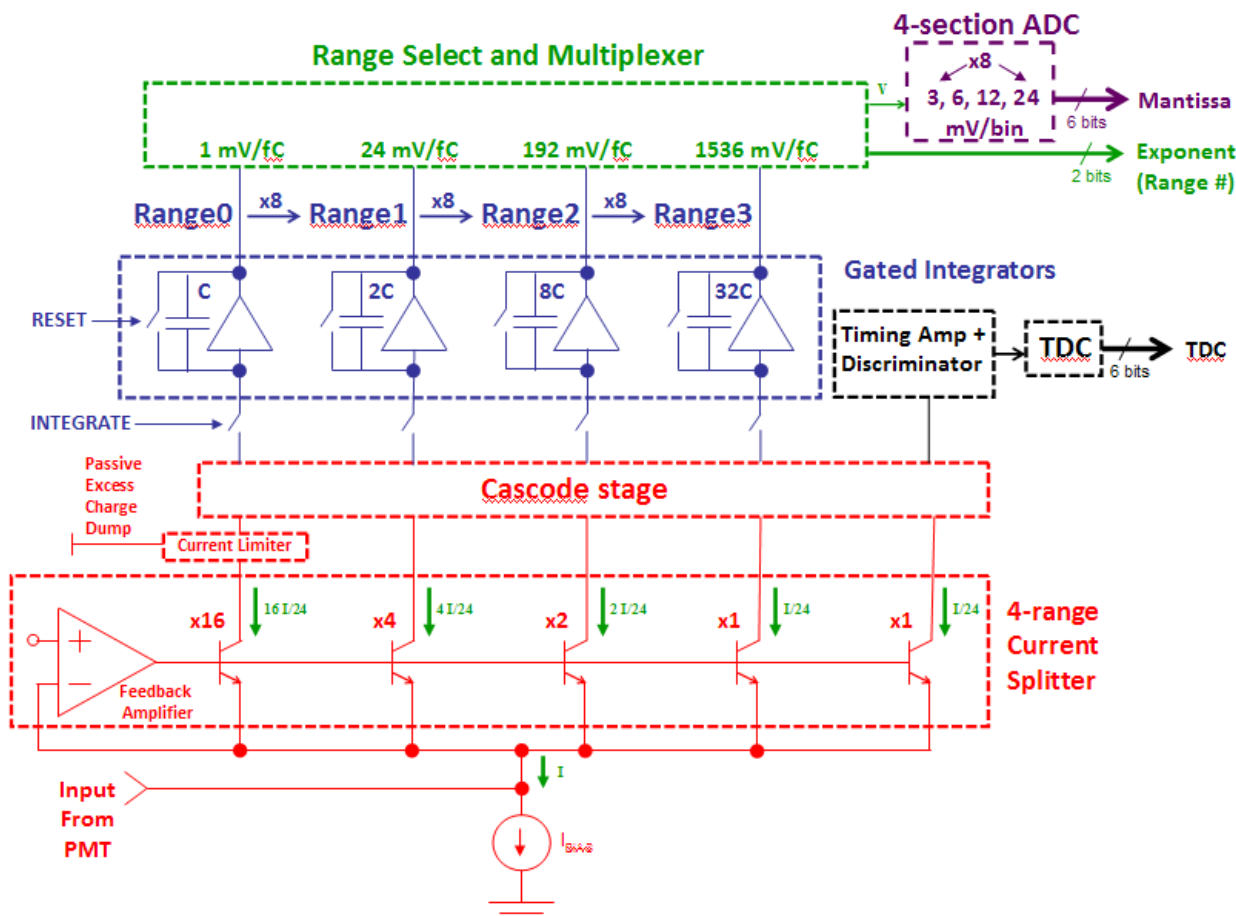 4-section ADC
Range Select and Multiplexer
x8
V
3, 6, 12, 24
mV/bin
6 bits
Mantissa
1 mV/fC 24 mV/fC 192 mV/fC 1536 mV/fC
2 bits
Exponent
(Range #)
Range0 x8 Range1 x8 Range2 x8 Range3
Gated Integrators
C 2C 8C 32C
RESET
Timing Amp +
Discriminator
TDC
6 bits
TDC
INTEGRATE
Passive
Excess
Charge
Dump
Cascode stage
Current Limiter
16 I/24 4 I/24 2 I/24 I/24 I/24
x16 x4 x2 x1 x1
4-range
Current
Splitter
+
−
Feedback
Amplifier
I
Input
From
PMT
IBIAS